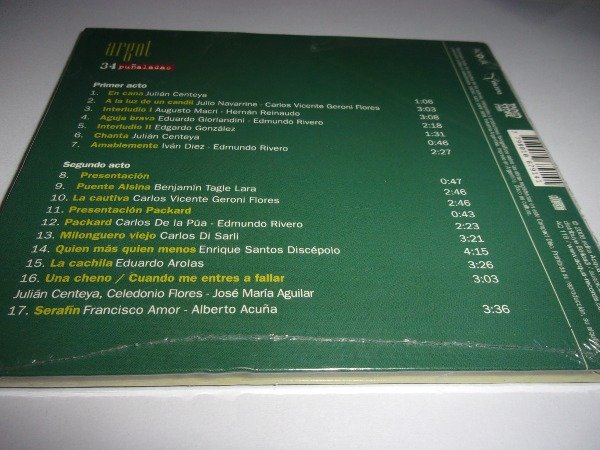 argot
34 puñaladas
Primer acto
1. En cana Julián Centeya 1:08
2. A la luz de un candil Julio Navarrine - Carlos Vicente Geroni Flores 3:03
3. Interludio I Augusto Macri - Hernán Reinaudo 3:08
4. Aguja brava Eduardo Giorlandini - Edmundo Rivero 2:18
5. Interludio II Edgardo González 1:31
6. Chanta Julián Centeya 0:46
7. Amablemente Iván Diez - Edmundo Rivero 2:27
Segundo acto
8. Presentación 0:47
9. Puente Alsina Benjamín Tagle Lara 2:46
10. La cautiva Carlos Vicente Geroni Flores 2:46
11. Presentación Packard 0:43
12. Packard Carlos De la Púa - Edmundo Rivero 2:23
13. Milonguero viejo Carlos Di Sarli 3:21
14. Quien más quien menos Enrique Santos Discépolo 4:15
15. La cachila Eduardo Arolas 3:26
16. Una cheno / Cuando me entres a fallar 3:03
Julián Centeya, Celedonio Flores - José María Aguilar
17. Serafín Francisco Amor - Alberto Acuña 3:36